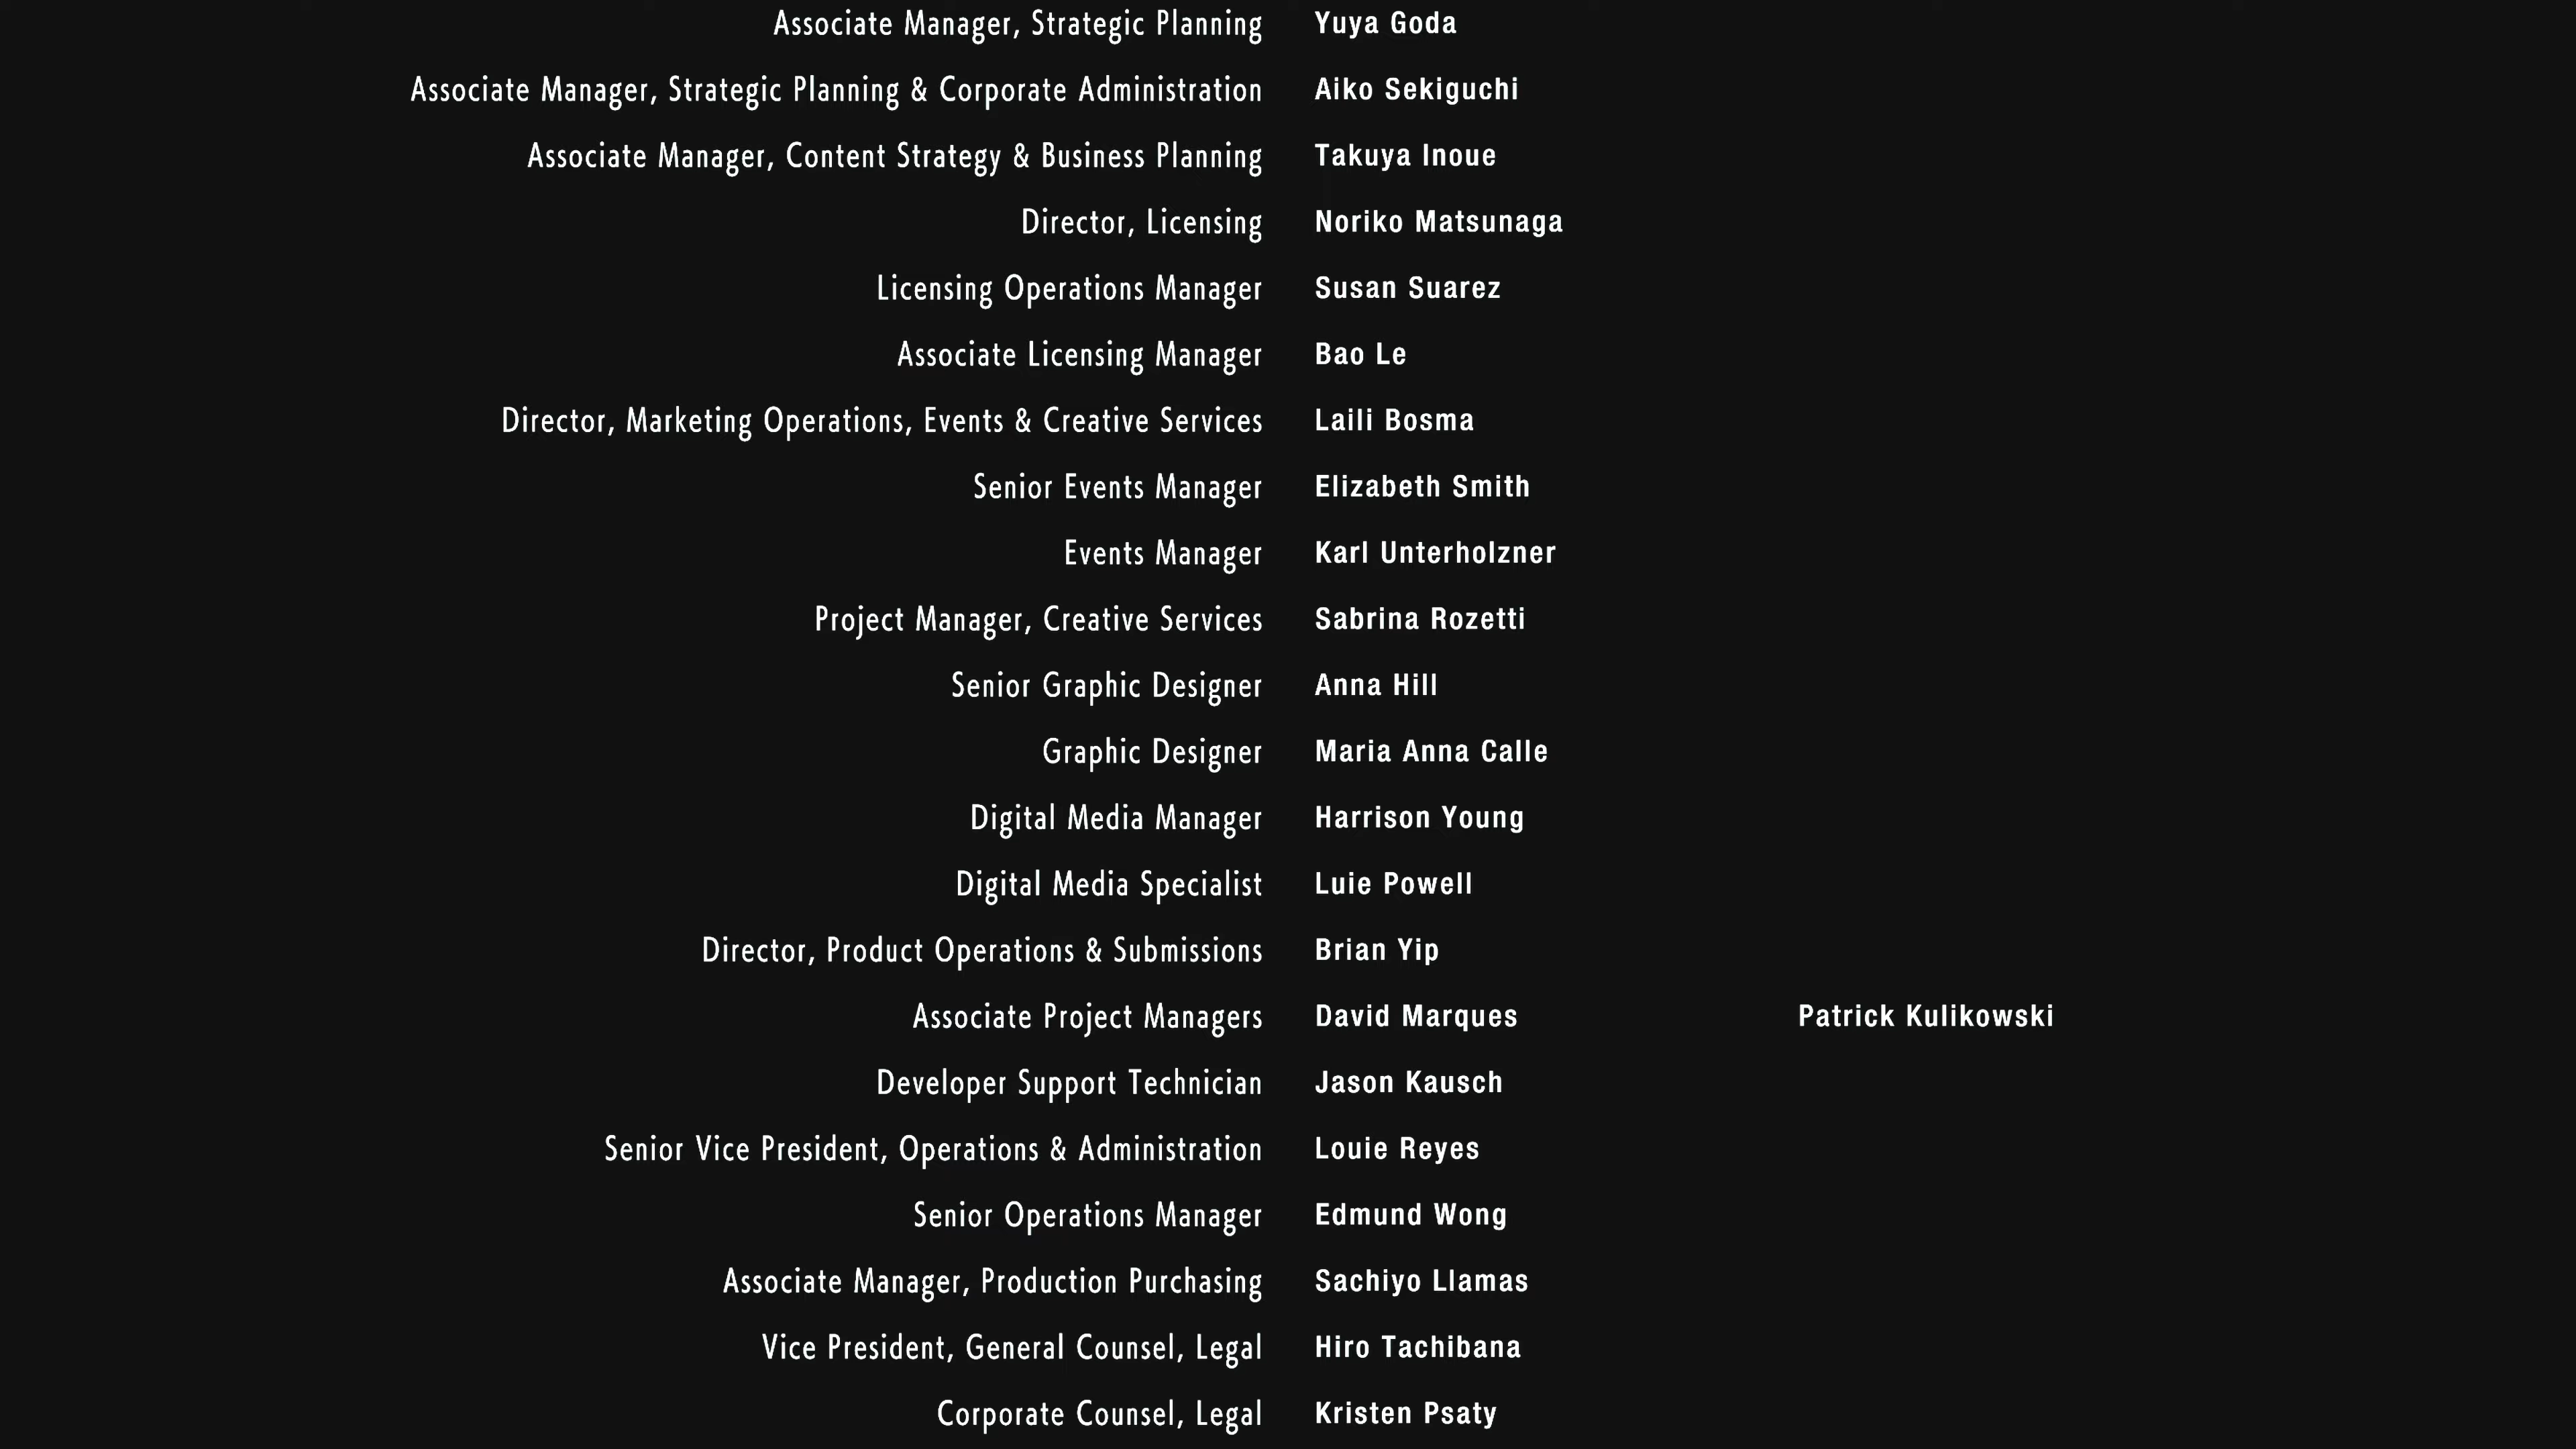 Associate Manager, Strategic Planning Yuya Goda
Associate Manager, Strategic Planning & Corporate Administration Aiko Sekiguchi
Associate Manager, Content Strategy & Business Planning Takuya Inoue
Director, Licensing Noriko Matsunaga
Licensing Operations Manager Susan Suarez
Associate Licensing Manager Bao Le
Director, Marketing Operations, Events & Creative Services Laili Bosma
Senior Events Manager Elizabeth Smith
Events Manager Karl Unterholzner
Project Manager, Creative Services Sabrina Rozetti
Senior Graphic Designer Anna Hill
Graphic Designer Maria Anna Calle
Digital Media Manager Harrison Young
Digital Media Specialist Luie Powell
Director, Product Operations & Submissions Brian Yip
Associate Project Managers David Marques Patrick Kulikowski
Developer Support Technician Jason Kausch
Senior Vice President, Operations & Administration Louie Reyes
Senior Operations Manager Edmund Wong
Associate Manager, Production Purchasing Sachiyo Llamas
Vice President, General Counsel, Legal Hiro Tachibana
Corporate Counsel, Legal Kristen Psaty